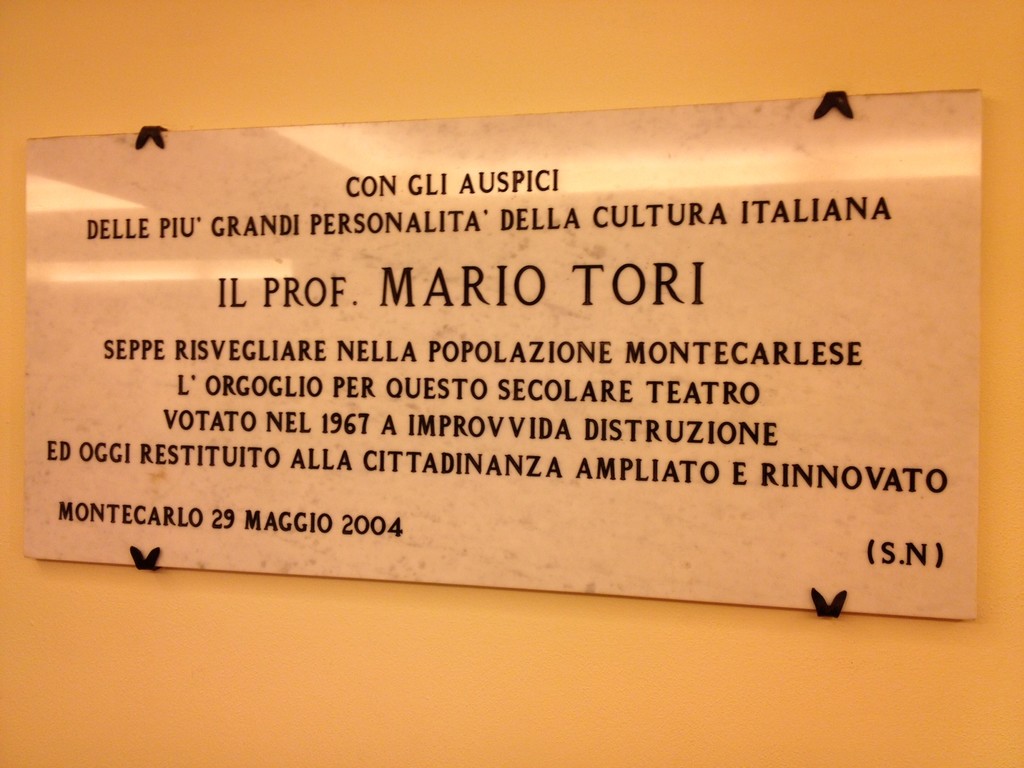 CON GLI AUSPICI
DELLE PIU' GRANDI PERSONALITA' DELLA CULTURA ITALIANA
IL PROF. MARIO TORI
SEPPE RISVEGLIARE NELLA POPOLAZIONE MONTECARLESE
L' ORGOGLIO PER QUESTO SECOLARE TEATRO
VOTATO NEL 1967 A IMPROVVIDA DISTRUZIONE
ED OGGI RESTITUITO ALLA CITTADINANZA AMPLIATO E RINNOVATO
MONTECARLO 29 MAGGIO 2004
(S.N)